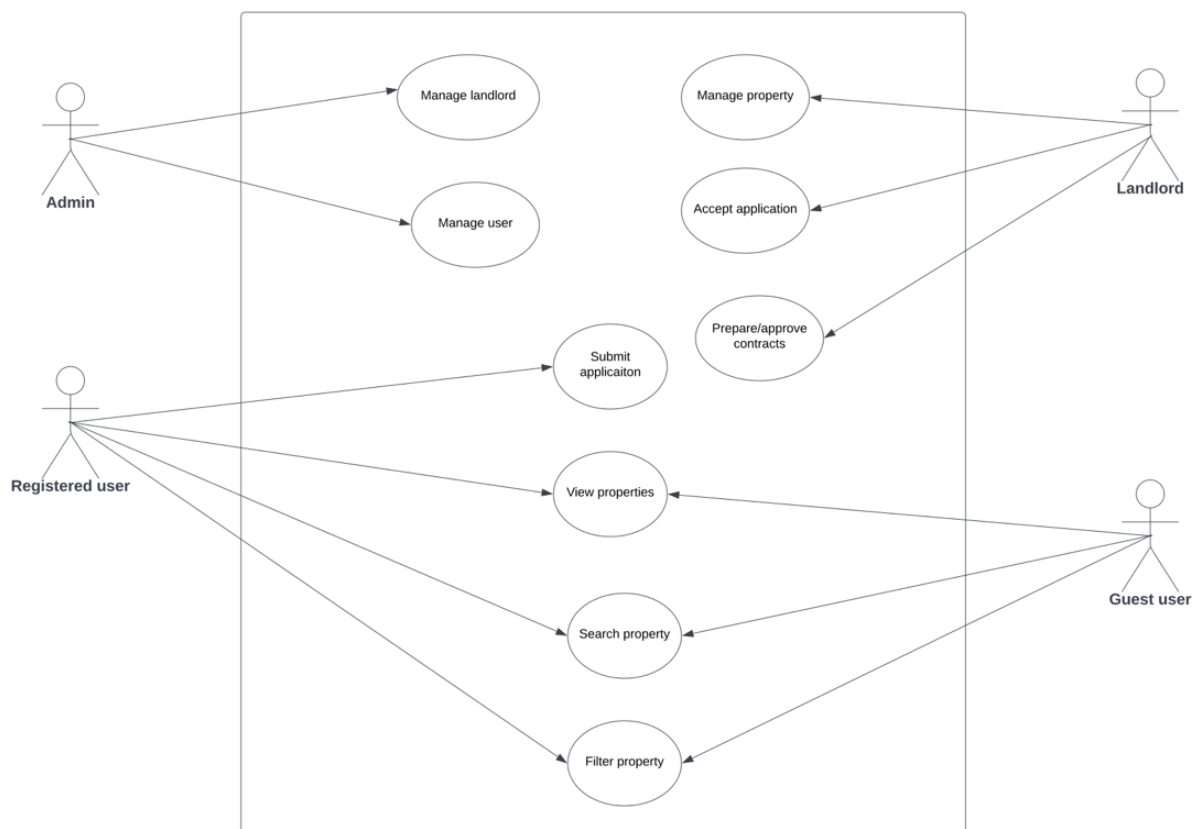 Manage landlord
Manage property
Admin
Landlord
Manage user
Accept application
Prepare/approve
contracts
Submit
applicaiton
Registered user
View properties
Guest user
Search property
Filter property